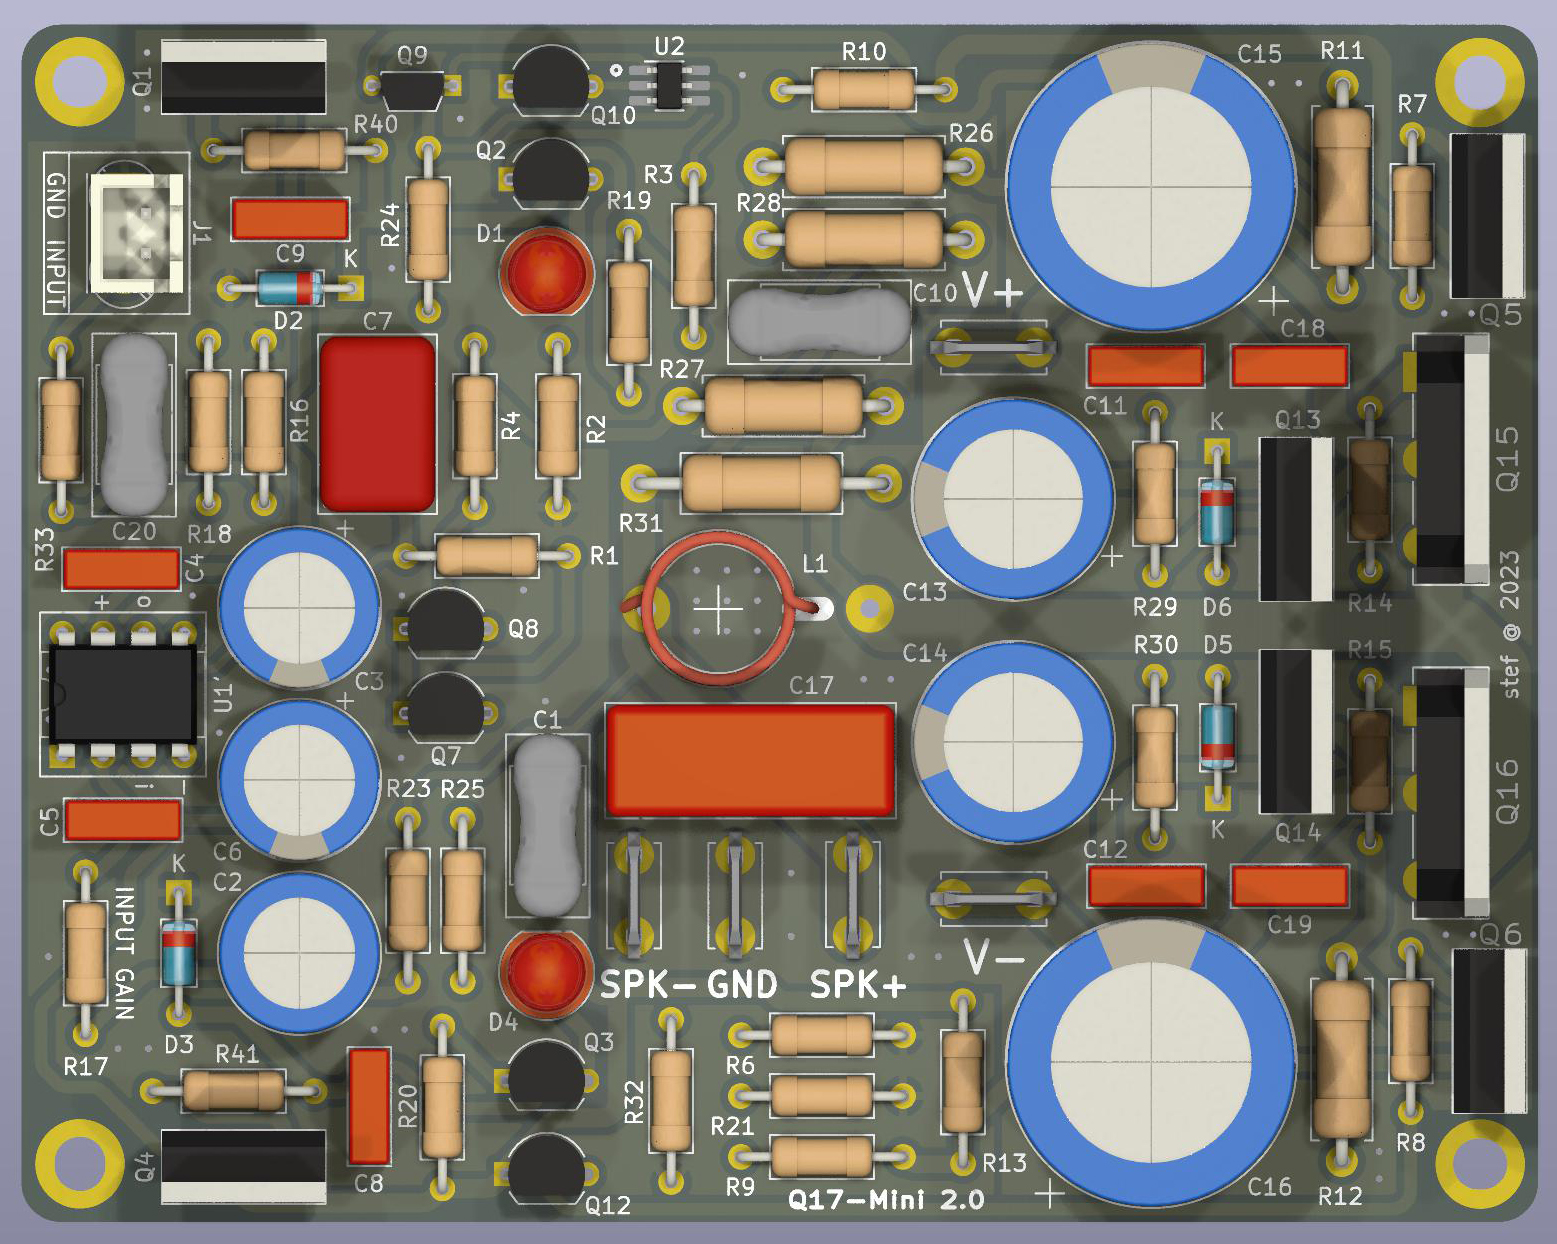 Q1
Q9
U2
R10
C15
R11
R7
Q10
R40
Q2
R3
R19
R26
R28
GND INPUT
J1
C9
K
R24
D1
D2
C10
V+
Q5
C7
C18
R27
C11
R33
C20
R18
R16
R4
R2
R31
K
Q13
Q15
C4
R1
L1
C13
R29
D6
R14
stef @ 2023
+ o
Q8
U1'
C3
C14
R30
D5
R15
C17
C1
Q7
i -
R23
R25
C5
C6
C2
K
Q14
Q16
C12
C19
Q6
K
INPUT GAIN
SPK-
GND
SPK+
V-
D4
Q3
D3
R17
R41
R20
R32
R6
R21
R13
R9
Q4
C8
Q12
Q17-Mini 2.0
C16
R12
R8